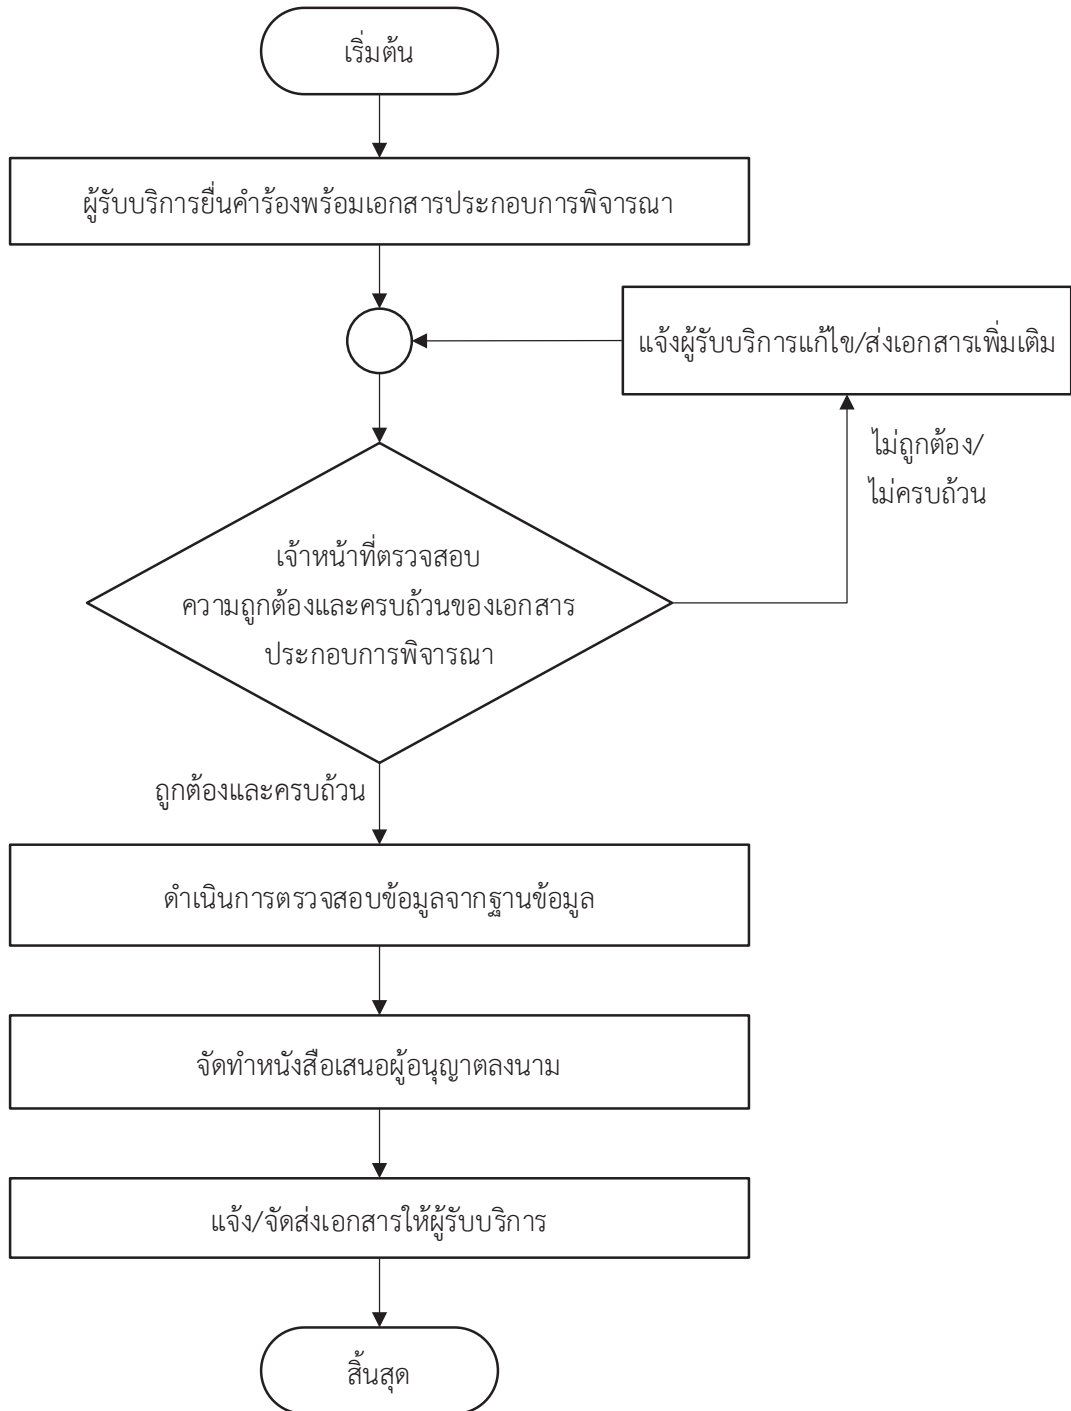 เริ่มต้น
ผู้รับบริการยื่นคำร้องพร้อมเอกสารประกอบการพิจารณา
แจ้งผู้รับบริการแก้ไข/ส่งเอกสารเพิ่มเติม
ไม่ถูกต้อง/
ไม่ครบถ้วน
เจ้าหน้าที่ตรวจสอบ
ความถูกต้องและครบถ้วนของเอกสาร
ประกอบการพิจารณา
ถูกต้องและครบถ้วน
ดำเนินการตรวจสอบข้อมูลจากฐานข้อมูล
จัดทำหนังสือเสนอผู้อนุญาตลงนาม
แจ้ง/จัดส่งเอกสารให้ผู้รับบริการ
สิ้นสุด